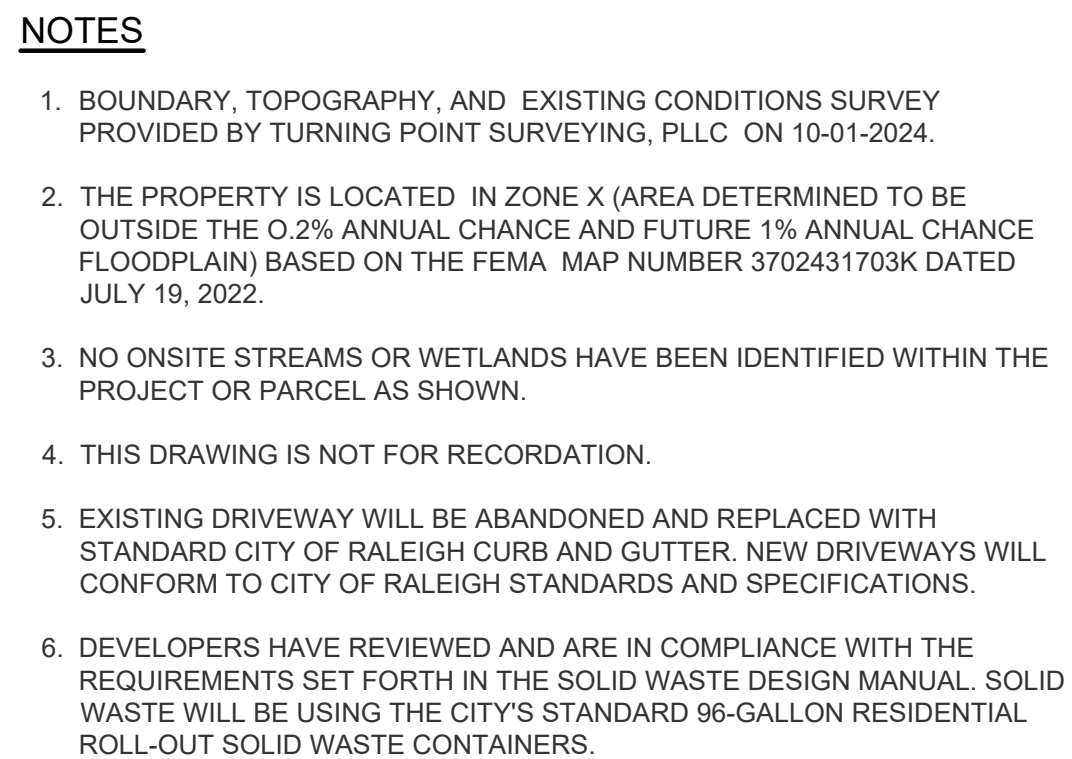 NOTES
1. BOUNDARY, TOPOGRAPHY, AND EXISTING CONDITIONS SURVEY
PROVIDED BY TURNING POINT SURVEYING, PLLC ON 10-01-2024.
2. THE PROPERTY IS LOCATED IN ZONE X (AREA DETERMINED TO BE
OUTSIDE THE O.2% ANNUAL CHANCE AND FUTURE 1% ANNUAL CHANCE
FLOODPLAIN) BASED ON THE FEMA MAP NUMBER 3702431703K DATED
JULY 19, 2022.
3. NO ONSITE STREAMS OR WETLANDS HAVE BEEN IDENTIFIED WITHIN THE
PROJECT OR PARCEL AS SHOWN.
4. THIS DRAWING IS NOT FOR RECORDATION.
5. EXISTING DRIVEWAY WILL BE ABANDONED AND REPLACED WITH
STANDARD CITY OF RALEIGH CURB AND GUTTER. NEW DRIVEWAYS WILL
CONFORM TO CITY OF RALEIGH STANDARDS AND SPECIFICATIONS.
6. DEVELOPERS HAVE REVIEWED AND ARE IN COMPLIANCE WITH THE
REQUIREMENTS SET FORTH IN THE SOLID WASTE DESIGN MANUAL. SOLID
WASTE WILL BE USING THE CITY'S STANDARD 96-GALLON RESIDENTIAL
ROLL-OUT SOLID WASTE CONTAINERS.